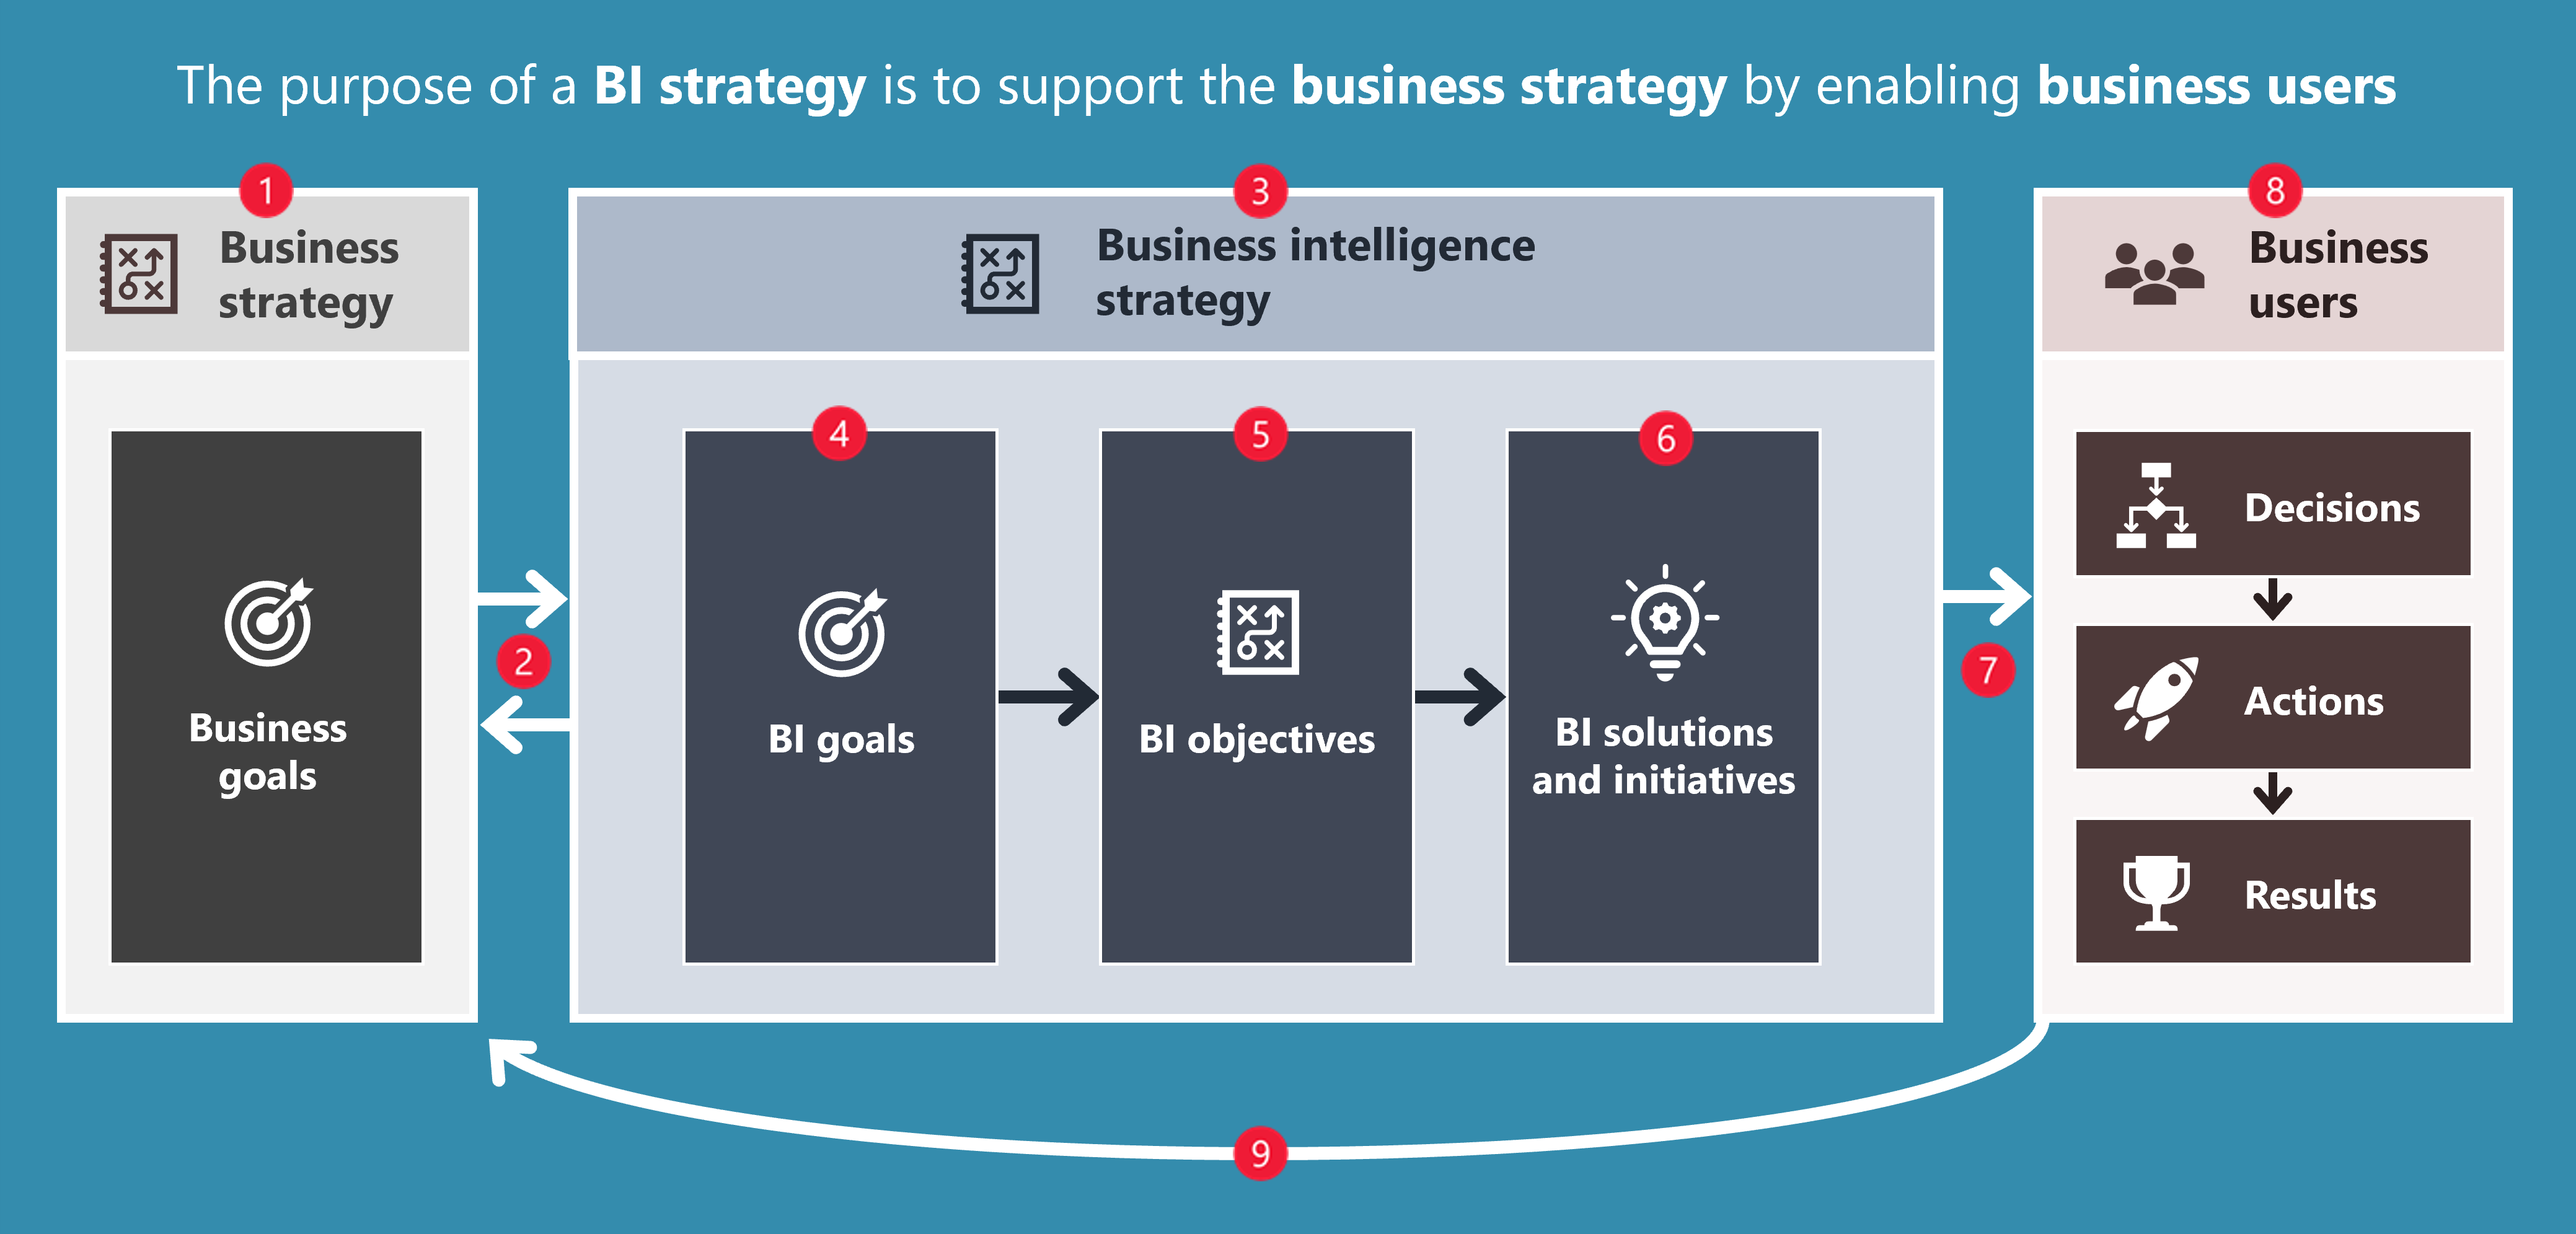 The purpose of a BI strategy is to support the business strategy by enabling business users
1
Business
strategy
Business
goals
2
3
Business intelligence
strategy
4
BI goals
5
BI objectives
6
BI solutions
and initiatives
7
8
Business
users
Decisions
Actions
Results
9